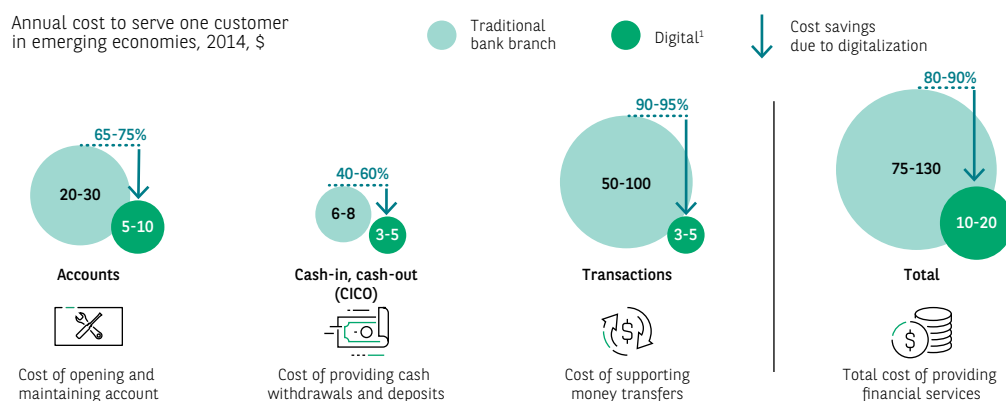 Annual cost to serve one customer
in emerging economies, 2014, $
Traditional
bank branch
Digital¹
Cost savings
due to digitalization
65-75%
20-30
5-10
Accounts
Cost of opening and
maintaining account
40-60%
6-8
3-5
Cash-in, cash-out
(CICO)
Cost of providing cash
withdrawals and deposits
90-95%
50-100
3-5
Transactions
$
Cost of supporting
money transfers
80-90%
75-130
10-20
Total
$
Total cost of providing
financial services